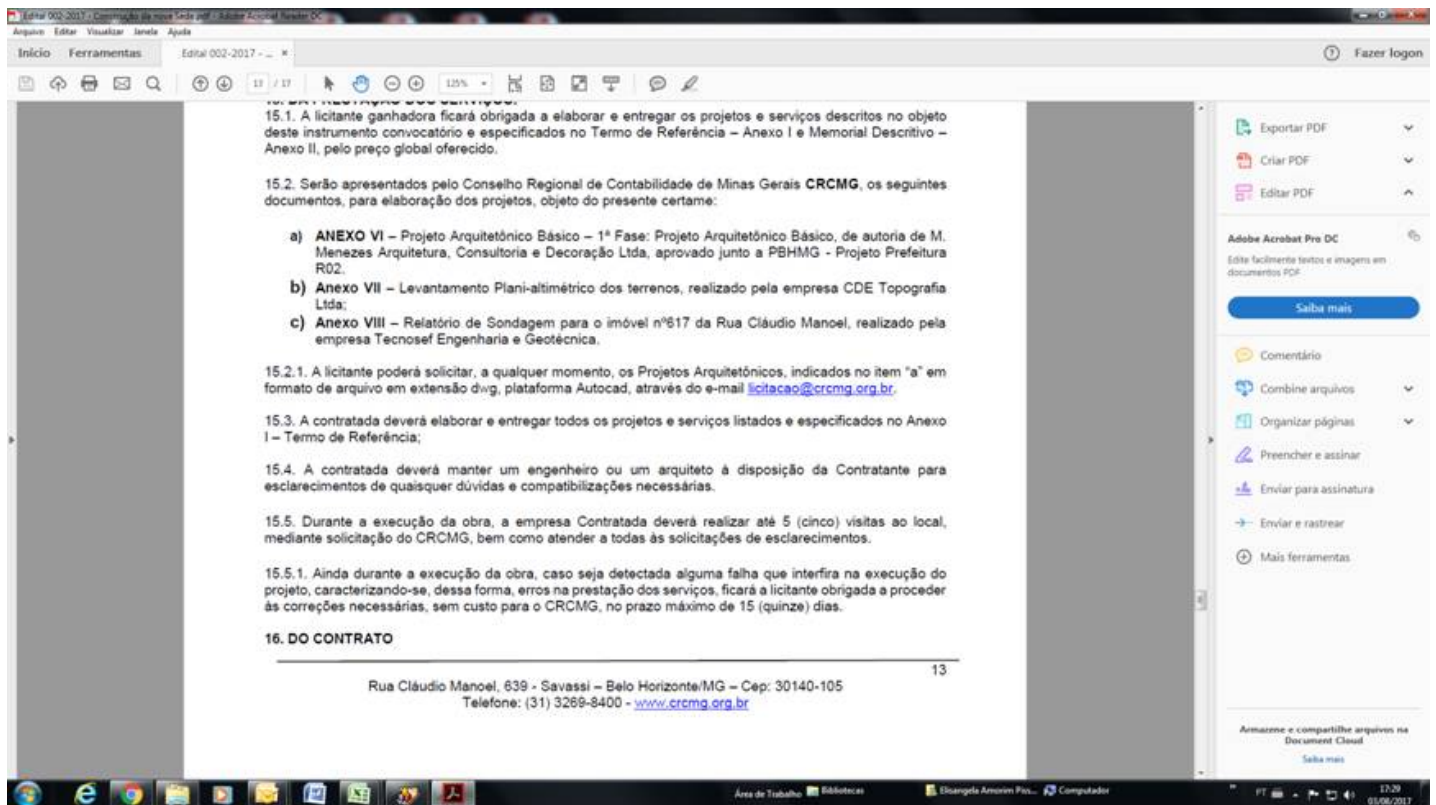 Edital 002-2017 - Construção da nova Sede.pdf - Adobe Acrobat Reader DC
Arquivo Editar Visualizar Janela Ajuda
Início Ferramentas Edital 002-2017 - ... × Fazer logon
13 / 17 125%
15.1. A licitante ganhadora ficará obrigada a elaborar e entregar os projetos e serviços descritos no objeto
deste instrumento convocatório e especificados no Termo de Referência – Anexo I e Memorial Descritivo –
Anexo II, pelo preço global oferecido.
15.2. Serão apresentados pelo Conselho Regional de Contabilidade de Minas Gerais CRCMG, os seguintes
documentos, para elaboração dos projetos, objeto do presente certame:
a) ANEXO VI – Projeto Arquitetônico Básico – 1ª Fase: Projeto Arquitetônico Básico, de autoria de M.
Menezes Arquitetura, Consultoria e Decoração Ltda, aprovado junto a PBHMG - Projeto Prefeitura
R02.
b) Anexo VII – Levantamento Plani-altimétrico dos terrenos, realizado pela empresa CDE Topografia
Ltda;
c) Anexo VIII – Relatório de Sondagem para o imóvel nº617 da Rua Cláudio Manoel, realizado pela
empresa Tecnosef Engenharia e Geotécnica.
15.2.1. A licitante poderá solicitar, a qualquer momento, os Projetos Arquitetônicos, indicados no item “a” em
formato de arquivo em extensão dwg, plataforma Autocad, através do e-mail licitacao@crcmg.org.br.
15.3. A contratada deverá elaborar e entregar todos os projetos e serviços listados e especificados no Anexo
I – Termo de Referência;
15.4. A contratada deverá manter um engenheiro ou um arquiteto à disposição da Contratante para
esclarecimentos de quaisquer dúvidas e compatibilizações necessárias.
15.5. Durante a execução da obra, a empresa Contratada deverá realizar até 5 (cinco) visitas ao local,
mediante solicitação do CRCMG, bem como atender a todas às solicitações de esclarecimentos.
15.5.1. Ainda durante a execução da obra, caso seja detectada alguma falha que interfira na execução do
projeto, caracterizando-se, dessa forma, erros na prestação dos serviços, ficará a licitante obrigada a proceder
às correções necessárias, sem custo para o CRCMG, no prazo máximo de 15 (quinze) dias.
16. DO CONTRATO
13
Rua Cláudio Manoel, 639 - Savassi – Belo Horizonte/MG – Cep: 30140-105
Telefone: (31) 3269-8400 - www.crcmg.org.br
Exportar PDF
Criar PDF
Editar PDF
Adobe Acrobat Pro DC
Edite facilmente textos e imagens em
documentos PDF
Saiba mais
Comentário
Combine arquivos
Organizar páginas
Preencher e assinar
Enviar para assinatura
Enviar e rastrear
Mais ferramentas
Armazene e compartilhe arquivos na
Document Cloud
Saiba mais
Área de Trabalho Bibliotecas Elisangela Amorim Computador PT 17:29
03/08/2017